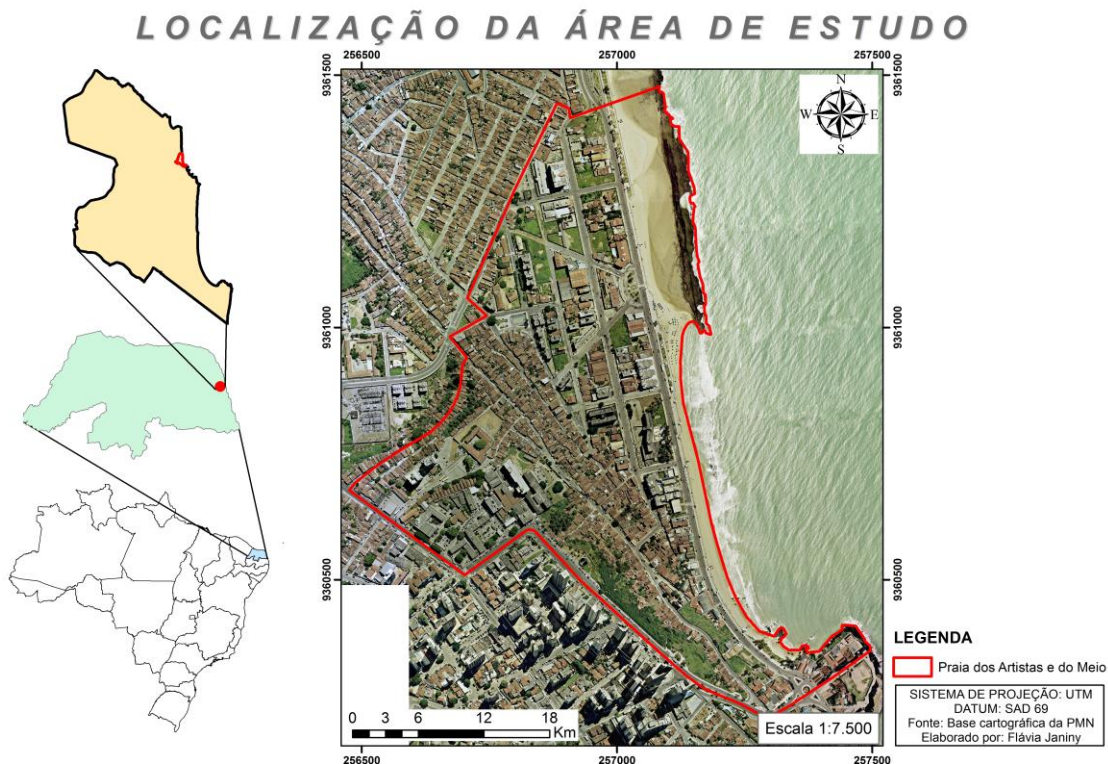 LOCALIZAÇÃO DA ÁREA DE ESTUDO
256500
257000
257500
9361500
9361500
N
W
E
S
9361000
9361000
9360500
9360500
LEGENDA
Praia dos Artistas e do Meio
SISTEMA DE PROJEÇÃO: UTM
DATUM: SAD 69
Fonte: Base cartográfica da PMN
Elaborado por: Flávia Janiny
0 3 6 12 18
Km
Escala 1:7.500
256500
257000
257500